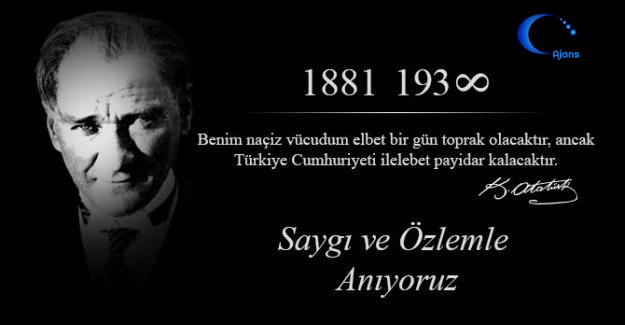 Ajans
1881 193∞
Benim naçiz vücudum elbet bir gün toprak olacaktır, ancak
Türkiye Cumhuriyeti ilelebet payidar kalacaktır.
K. Atatürk
Saygı ve Özlemle
Anıyoruz